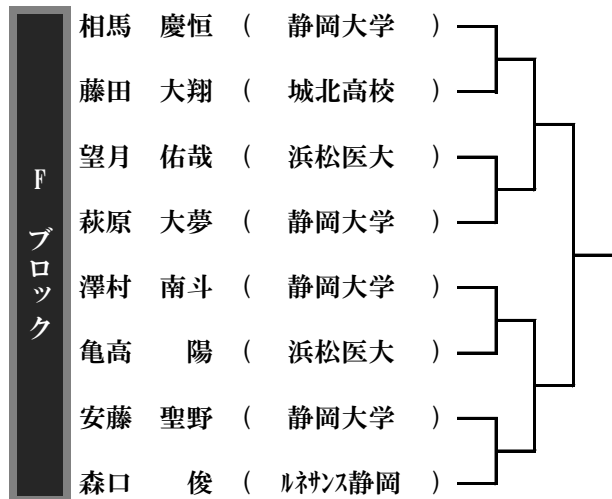 Fブロック
相馬 慶恒 ( 静岡大学 )
藤田 大翔 ( 城北高校 )
望月 佑哉 ( 浜松医大 )
萩原 大夢 ( 静岡大学 )
澤村 南斗 ( 静岡大学 )
亀高 陽 ( 浜松医大 )
安藤 聖野 ( 静岡大学 )
森口 俊 ( ﾙﾈｻﾝｽ静岡 )